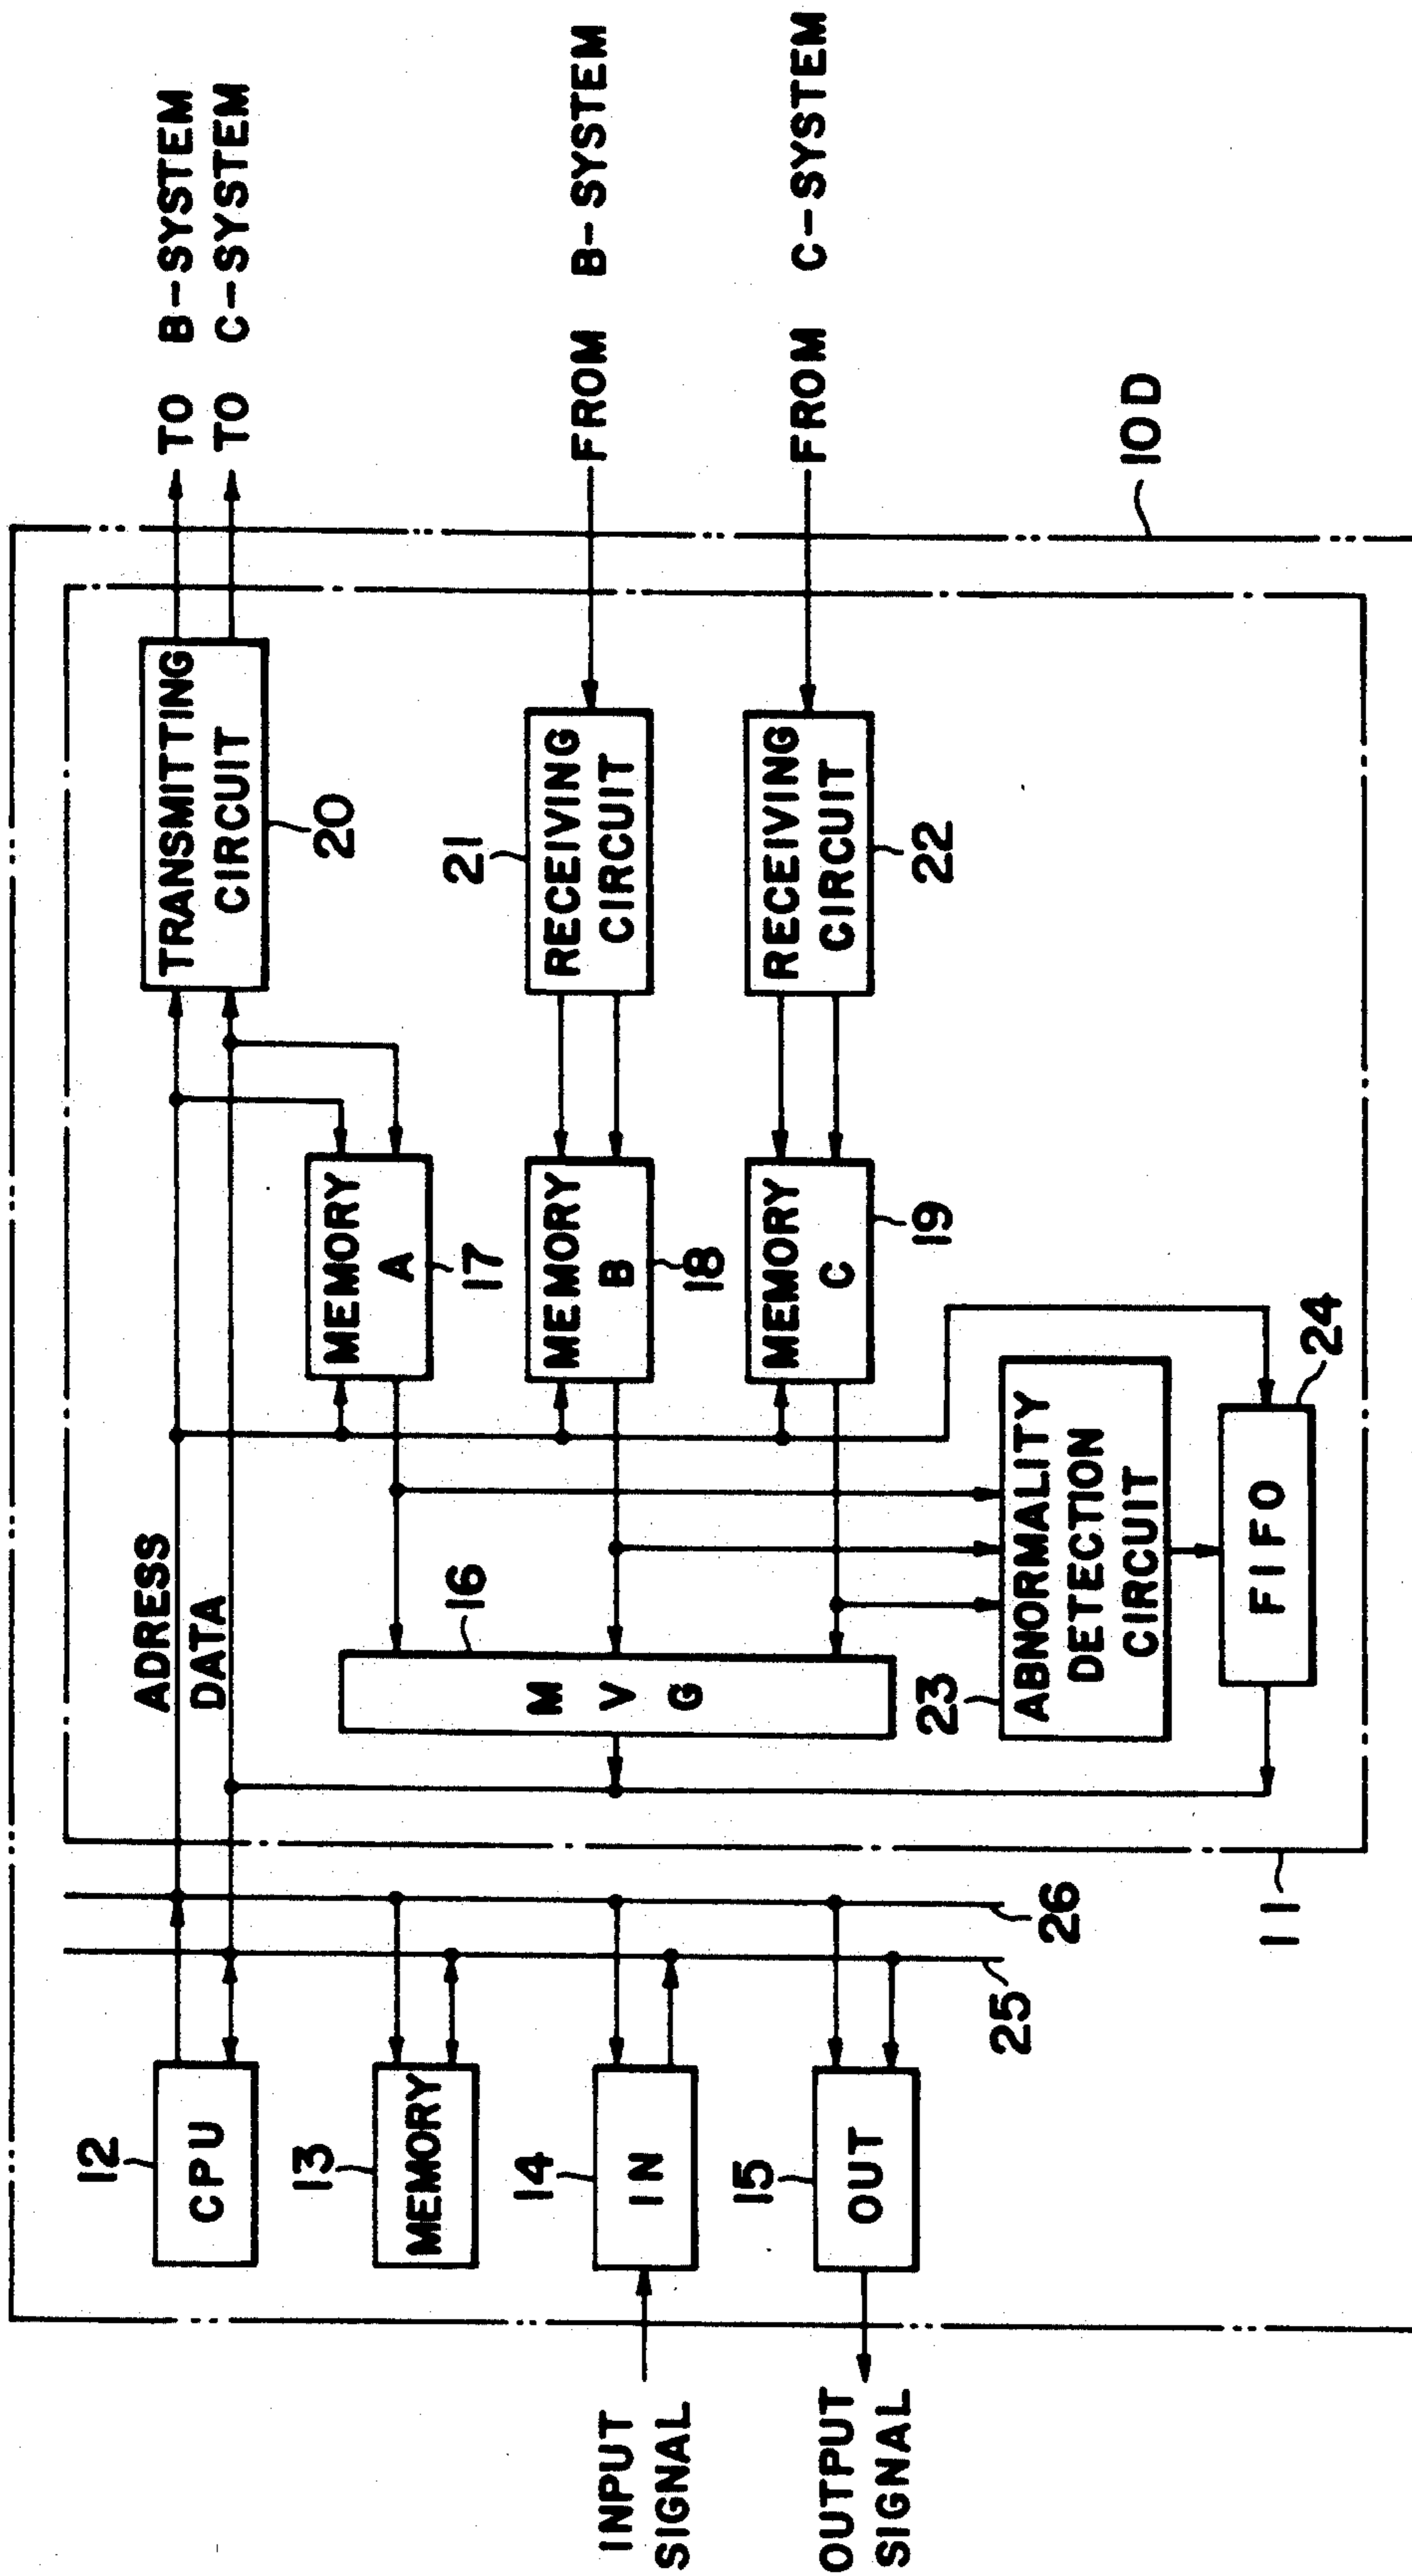 TO B-SYSTEM
TO C-SYSTEM
FROM B-SYSTEM
FROM C-SYSTEM
10D
TRANSMITTING
CIRCUIT
20
21
RECEIVING
CIRCUIT
RECEIVING
CIRCUIT
22
MEMORY
A
17
MEMORY
B
18
MEMORY
C
19
ADRESS
DATA
16
M V G
23
ABNORMALITY
DETECTION
CIRCUIT
24
FIFO
11
26
25
12
CPU
13
MEMORY
14
IN
15
OUT
INPUT
SIGNAL
OUTPUT
SIGNAL